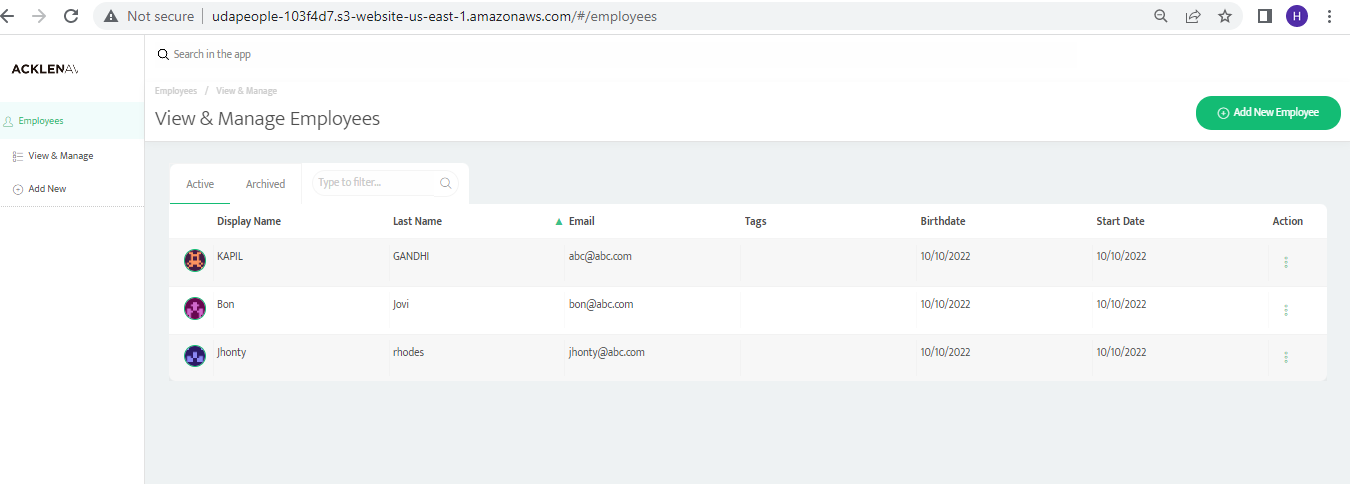 Not secure | udapeople-103f4d7.s3-website-us-east-1.amazonaws.com/#/employees H
ACKLENAV
Search in the app
Employees / View & Manage
View & Manage Employees
Add New Employee
Employees
View & Manage
Add New
Active Archived Type to filter...
Display Name Last Name Email Tags Birthdate Start Date Action
KAPIL GANDHI abc@abc.com 10/10/2022 10/10/2022
Bon Jovi bon@abc.com 10/10/2022 10/10/2022
Jhonty rhodes jhonty@abc.com 10/10/2022 10/10/2022